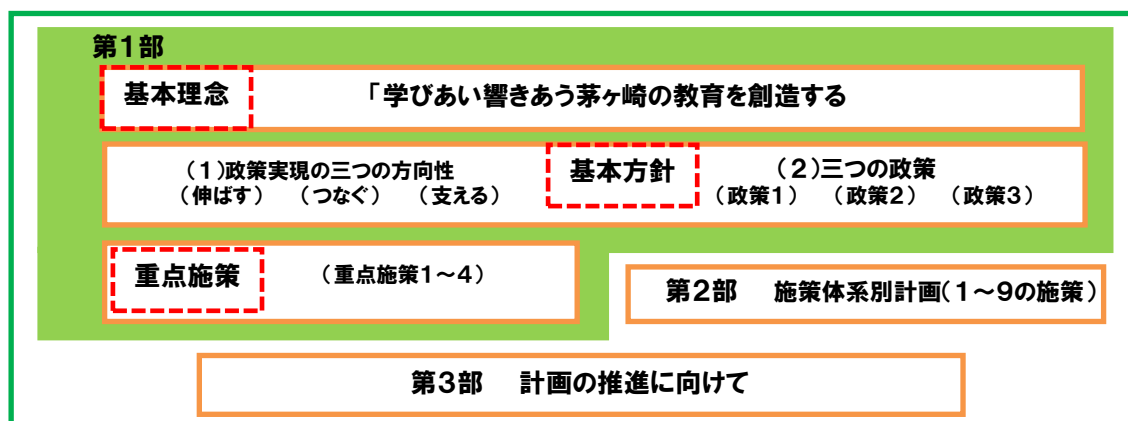 第1部
基本理念 「学びあい響きあう茅ヶ崎の教育を創造する
(1)政策実現の三つの方向性
(伸ばす) (つなぐ) (支える)
基本方針
(2)三つの政策
(政策1) (政策2) (政策3)
重点施策 (重点施策1～4)
第2部 施策体系別計画(1～9の施策)
第3部 計画の推進に向けて